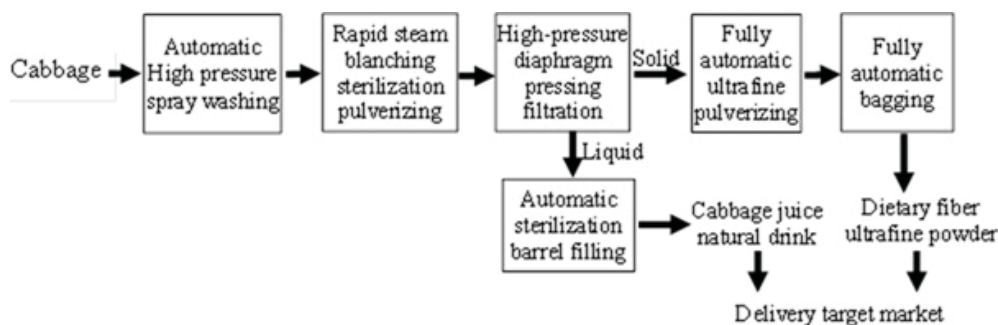 Cabbage
Automatic
High pressure
spray washing
Rapid steam
blanching
sterilization
pulverizing
High-pressure
diaphragm
pressing
filtration
Solid
Fully
automatic
ultrafine
pulverizing
Fully
automatic
bagging
Liquid
Automatic
sterilization
barrel filling
Cabbage juice
natural drink
Dietary fiber
ultrafine powder
Delivery target market